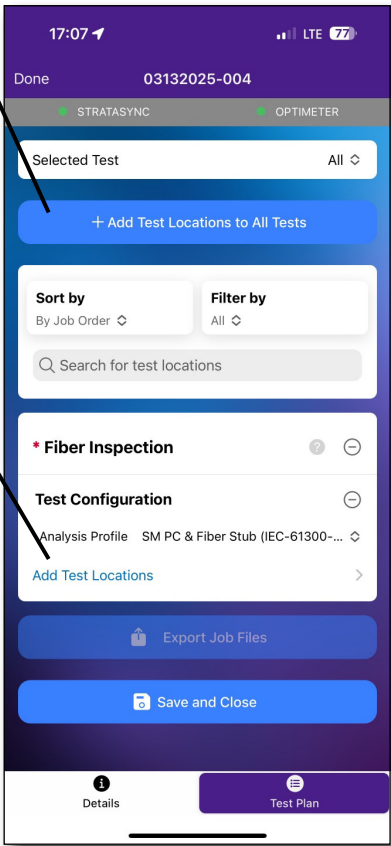 17:07 LTE 77
Done 03132025-004
STRATASYNC OPTIMETER
Selected Test All
+ Add Test Locations to All Tests
Sort by Filter by
By Job Order All
Search for test locations
* Fiber Inspection ?
Test Configuration
Analysis Profile SM PC & Fiber Stub (IEC-61300-...
Add Test Locations
Export Job Files
Save and Close
Details Test Plan